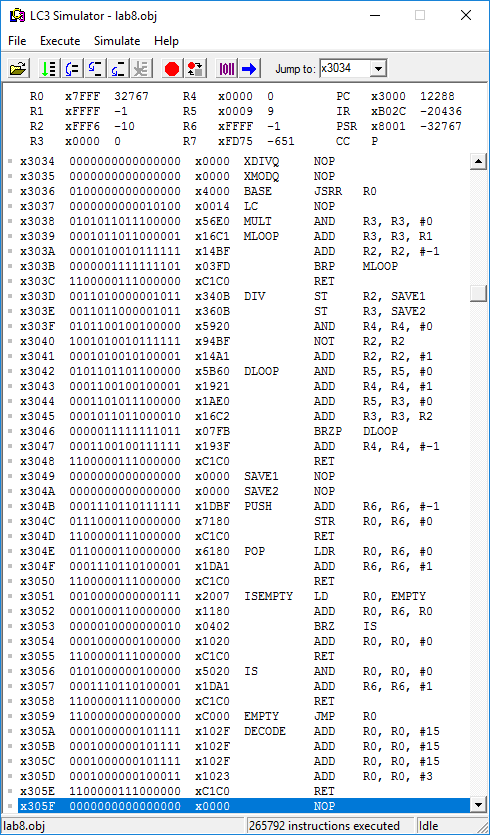 LC3 Simulator - lab8.obj
File Execute Simulate Help
Jump to: x3034
R0 x7FFF 32767 R4 x0000 0 PC x3000 12288
R1 xFFFF -1 R5 x0009 9 IR xB02C -20436
R2 xFFF6 -10 R6 xFFFF -1 PSR x8001 -32767
R3 x0000 0 R7 xFD75 -651 CC P
x3034 0000000000000000 x0000 XDIVQ NOP
x3035 0000000000000000 x0000 XMODQ NOP
x3036 0100000000000000 x4000 BASE JSRR R0
x3037 0000000000010100 x0014 LC NOP
x3038 0101011011100000 x56E0 MULT AND R3, R3, #0
x3039 0001011011000001 x16C1 MLOOP ADD R3, R3, R1
x303A 0001010010111111 x14BF ADD R2, R2, #-1
x303B 0000001111111101 x03FD BRP MLOOP
x303C 1100000111000000 xC1C0 RET
x303D 0011010000001011 x340B DIV ST R2, SAVE1
x303E 0011011000001011 x360B ST R3, SAVE2
x303F 0101100100100000 x5920 AND R4, R4, #0
x3040 1001010010111111 x94BF NOT R2, R2
x3041 0001010010100001 x14A1 ADD R2, R2, #1
x3042 0101101101100000 x5B60 DLOOP AND R5, R5, #0
x3043 0001100100100001 x1921 ADD R4, R4, #1
x3044 0001101011100000 x1AE0 ADD R5, R3, #0
x3045 0001011011000010 x16C2 ADD R3, R3, R2
x3046 0000011111111011 x07FB BRZP DLOOP
x3047 0001100100111111 x193F ADD R4, R4, #-1
x3048 1100000111000000 xC1C0 RET
x3049 0000000000000000 x0000 SAVE1 NOP
x304A 0000000000000000 x0000 SAVE2 NOP
x304B 0001110110111111 x1DBF PUSH ADD R6, R6, #-1
x304C 0111000110000000 x7180 STR R0, R6, #0
x304D 1100000111000000 xC1C0 RET
x304E 0110000110000000 x6180 POP LDR R0, R6, #0
x304F 0001110110100001 x1DA1 ADD R6, R6, #1
x3050 1100000111000000 xC1C0 RET
x3051 0010000000000111 x2007 ISEMPTY LD R0, EMPTY
x3052 0001000110000000 x1180 ADD R0, R6, R0
x3053 0000010000000010 x0402 BRZ IS
x3054 0001000000100000 x1020 ADD R0, R0, #0
x3055 1100000111000000 xC1C0 RET
x3056 0101000000100000 x5020 IS AND R0, R0, #0
x3057 0001110110100001 x1DA1 ADD R6, R6, #1
x3058 1100000111000000 xC1C0 RET
x3059 1100000000000000 xC000 EMPTY JMP R0
x305A 0001000000101111 x102F DECODE ADD R0, R0, #15
x305B 0001000000101111 x102F ADD R0, R0, #15
x305C 0001000000101111 x102F ADD R0, R0, #15
x305D 0001000000100011 x1023 ADD R0, R0, #3
x305E 1100000111000000 xC1C0 RET
x305F 0000000000000000 x0000 NOP
lab8.obj 265792 instructions executed Idle